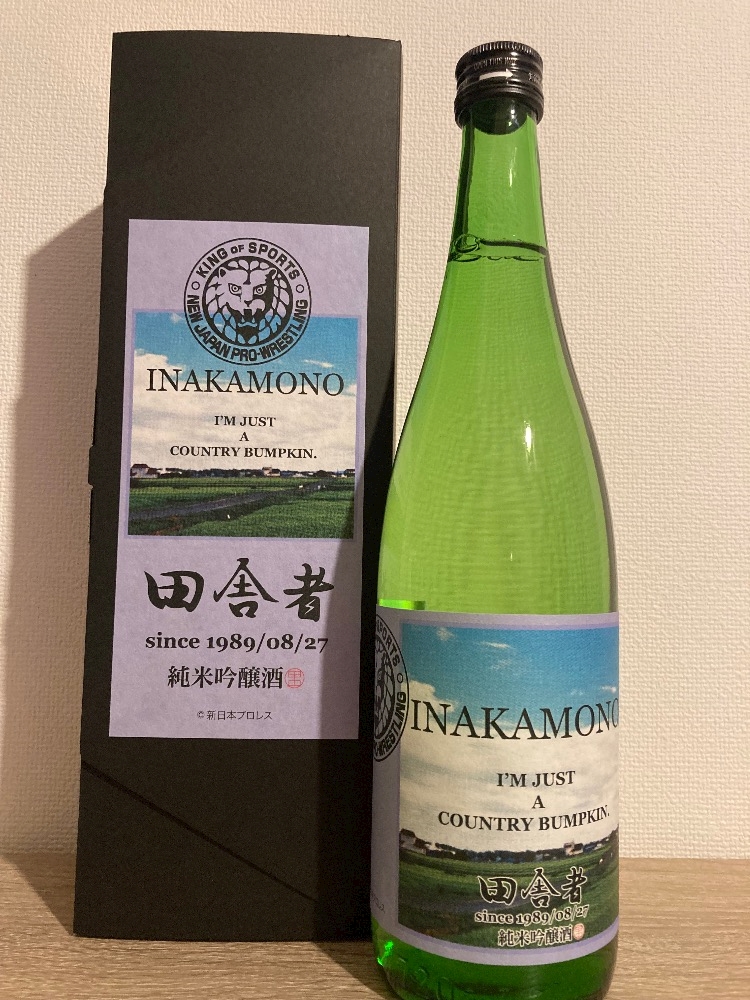 KING OF SPORTS
NEW JAPAN PRO-WRESTLING
INAKAMONO
I'M JUST
A
COUNTRY BUMPKIN.
田舎者
since 1989/08/27
純米吟醸酒
©新日本プロレス
SPORTS
WRESTLING
INAKAMONO
I'M JUST
A
COUNTRY BUMPKIN.
田舎者
since 1989/08/27
純米吟醸酒